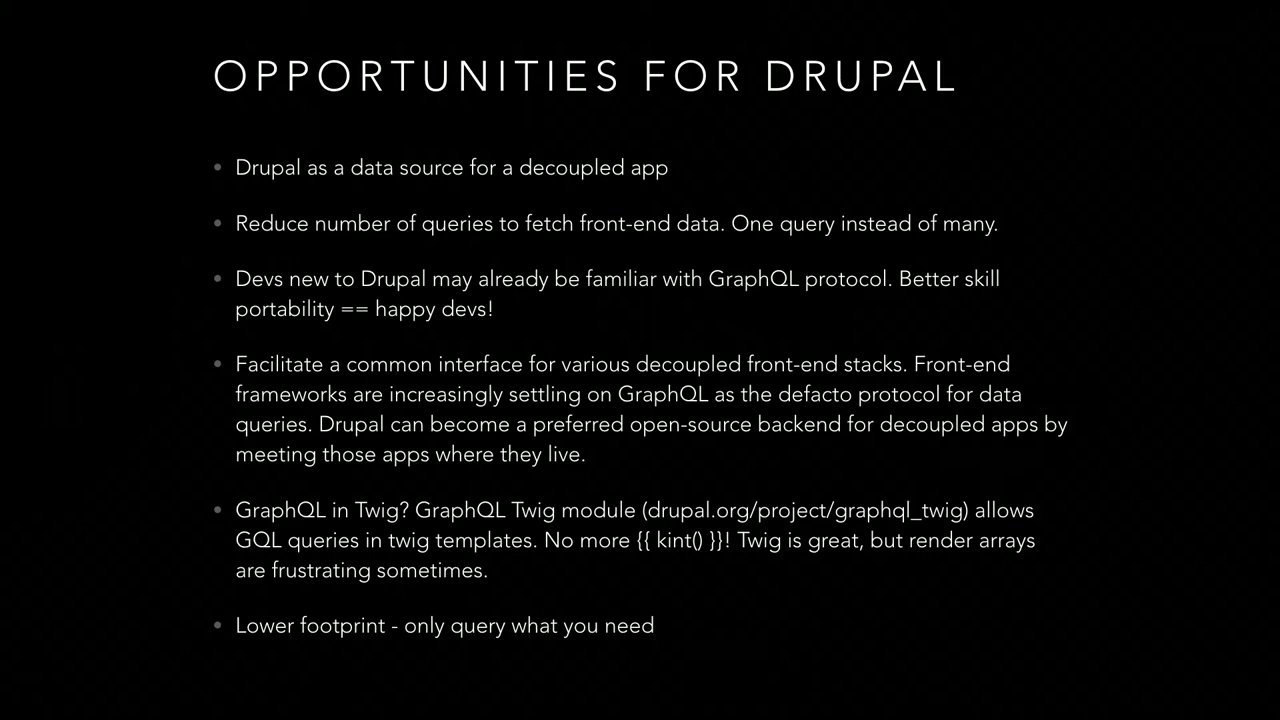 OPPORTUNITIES FOR DRUPAL
• Drupal as a data source for a decoupled app
• Reduce number of queries to fetch front-end data. One query instead of many.
• Devs new to Drupal may already be familiar with GraphQL protocol. Better skill
portability == happy devs!
• Facilitate a common interface for various decoupled front-end stacks. Front-end
frameworks are increasingly settling on GraphQL as the defacto protocol for data
queries. Drupal can become a preferred open-source backend for decoupled apps by
meeting those apps where they live.
• GraphQL in Twig? GraphQL Twig module (drupal.org/project/graphql_twig) allows
GQL queries in twig templates. No more {{ kint() }}! Twig is great, but render arrays
are frustrating sometimes.
• Lower footprint - only query what you need